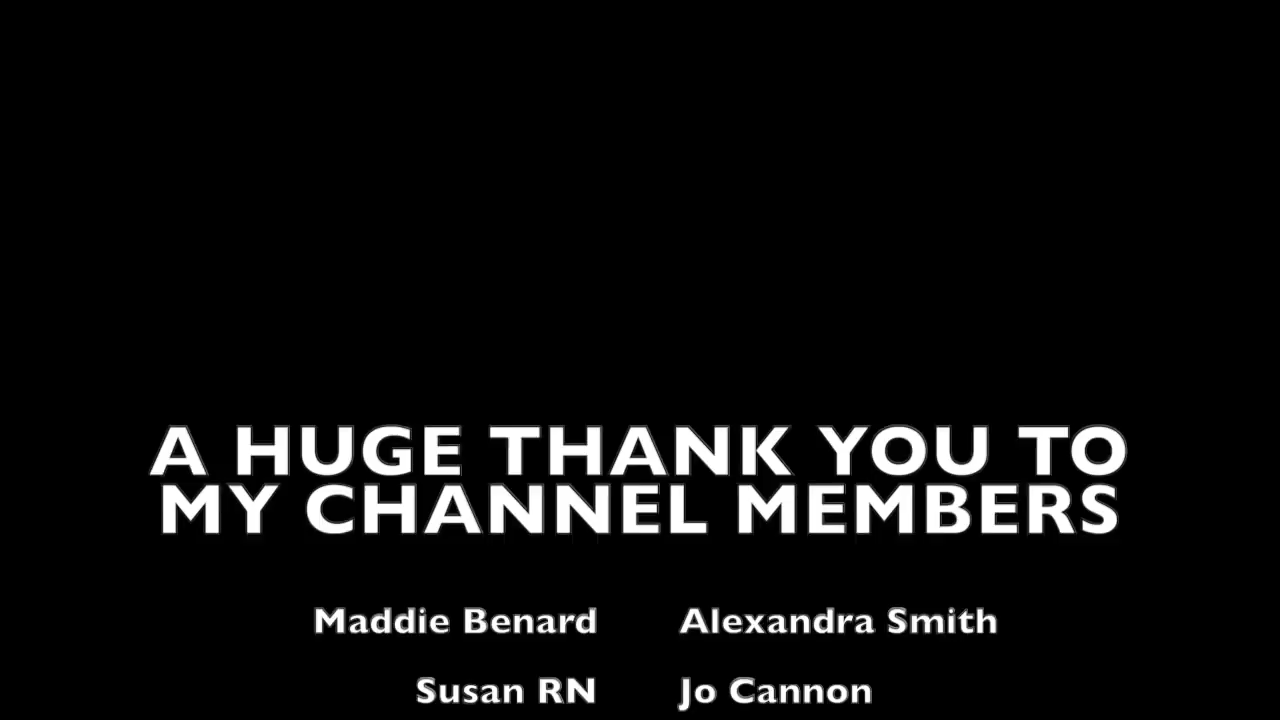 A HUGE THANK YOU TO
MY CHANNEL MEMBERS
Maddie Benard Alexandra Smith
Susan RN Jo Cannon